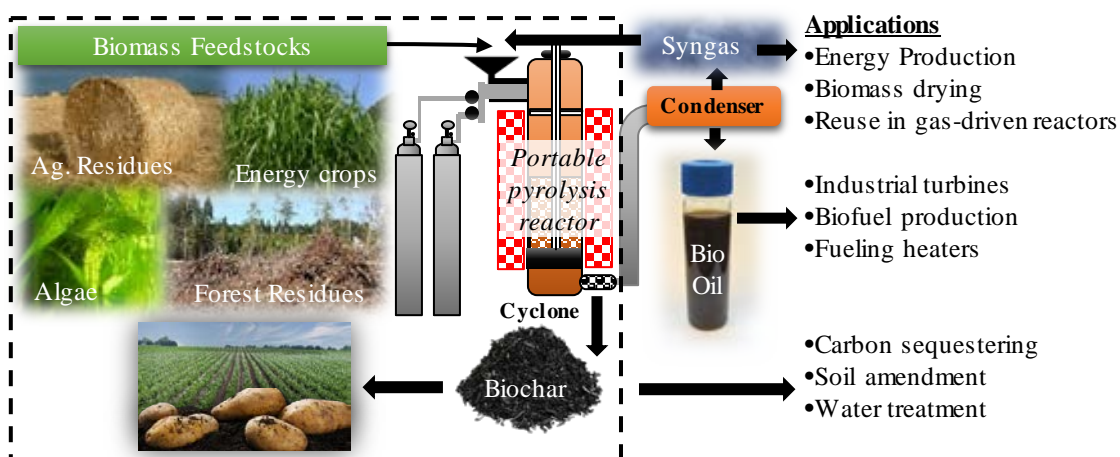 Biomass Feedstocks
Ag. Residues
Energy crops
Algae
Forest Residues
Portable
pyrolysis
reactor
Cyclone
Biochar
Syngas
Condenser
Bio
Oil
Applications
•Energy Production
•Biomass drying
•Reuse in gas-driven reactors
•Industrial turbines
•Biofuel production
•Fueling heaters
•Carbon sequestering
•Soil amendment
•Water treatment